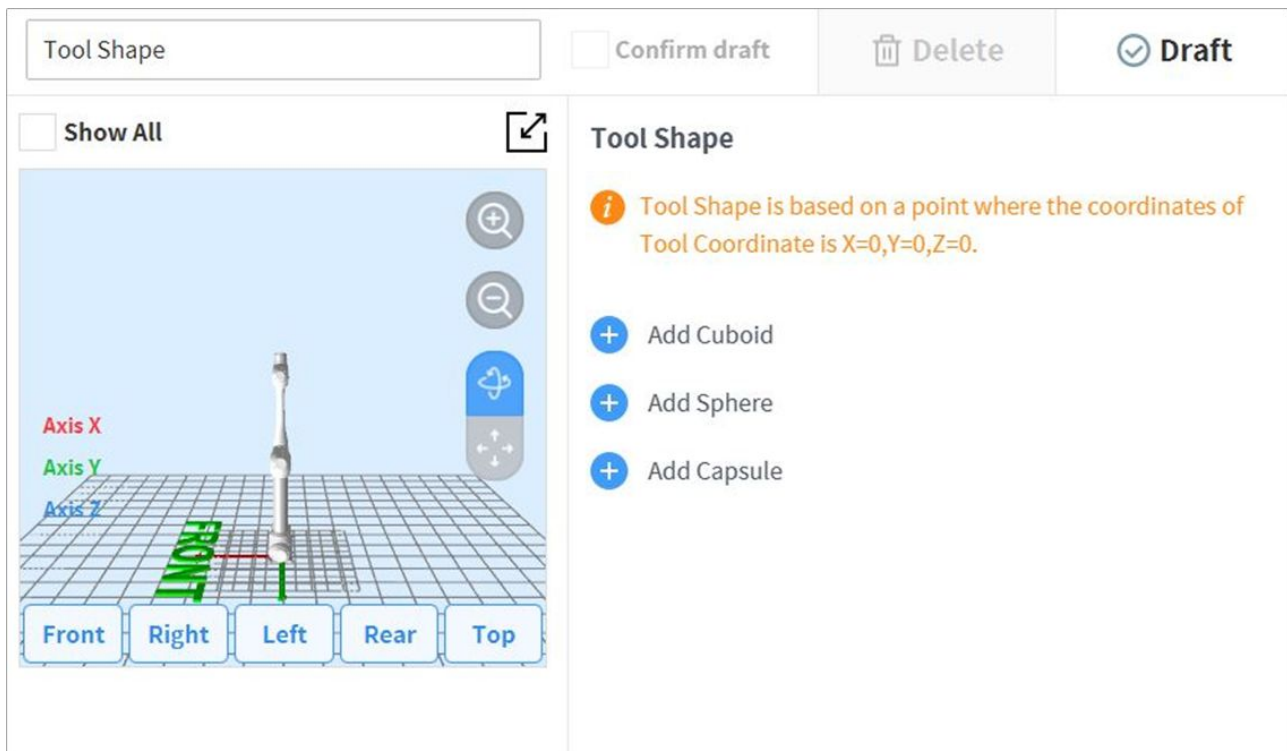 Tool Shape
Confirm draft
Delete
Draft
Show All
Tool Shape
Tool Shape is based on a point where the coordinates of
Tool Coordinate is X=0,Y=0,Z=0.
Add Cuboid
Add Sphere
Add Capsule
Axis X
Axis Y
Axis Z
FRONT
Front
Right
Left
Rear
Top